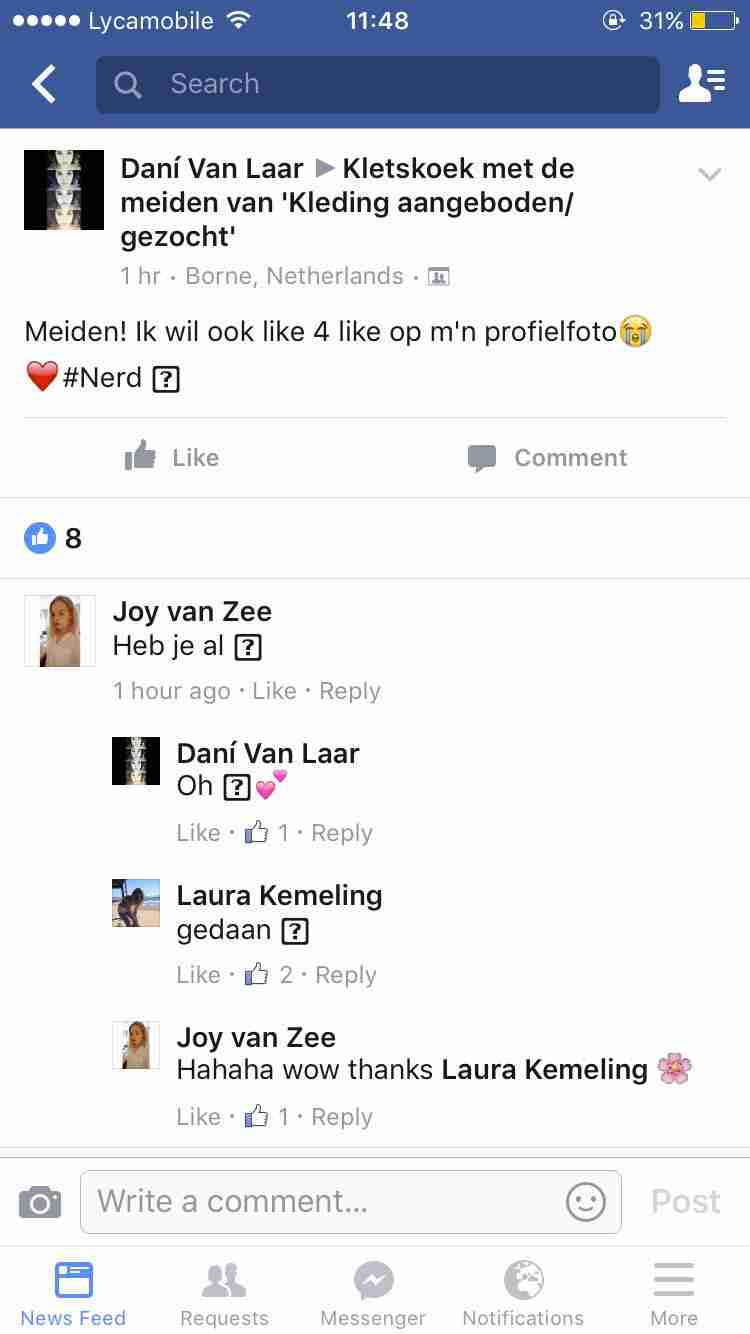 Lycamobile 11:48 31%
Search
Daní Van Laar ▶ Kletskoek met de
meiden van 'Kleding aangeboden/
gezocht'
1 hr · Borne, Netherlands ·
Meiden! Ik wil ook like 4 like op m'n profielfoto😭
❤️#Nerd ⍰
Like Comment
8
Joy van Zee
Heb je al ⍰
1 hour ago · Like · Reply
Daní Van Laar
Oh ⍰💕
Like · 1 · Reply
Laura Kemeling
gedaan ⍰
Like · 2 · Reply
Joy van Zee
Hahaha wow thanks Laura Kemeling 🌸
Like · 1 · Reply
Write a comment... Post
News Feed Requests Messenger Notifications More